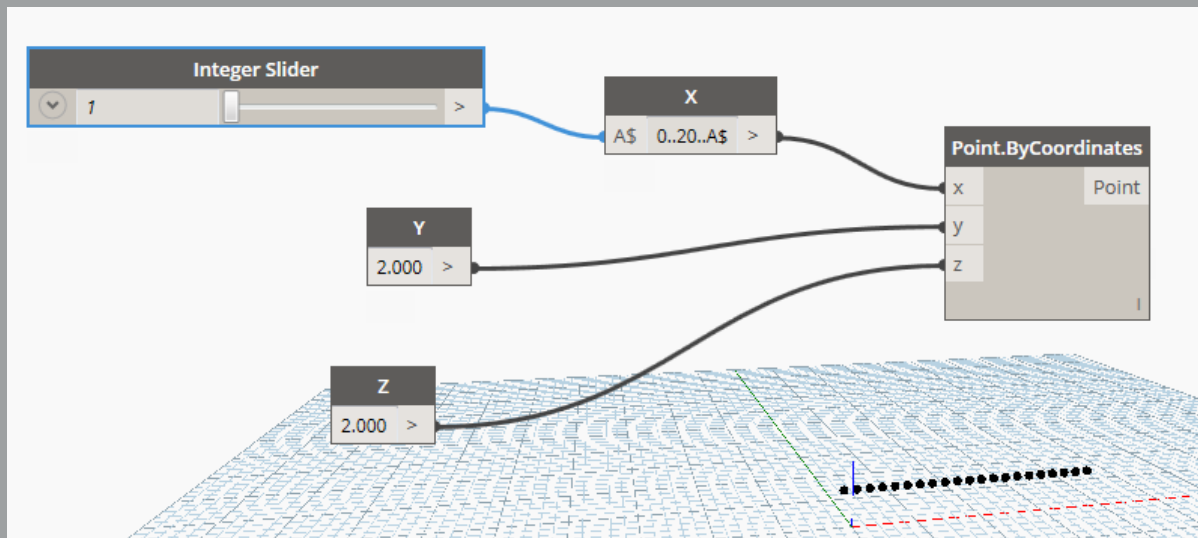 Integer Slider
1 >
X
A$ 0..20..A$ >
Point.ByCoordinates
x Point
y
z
l
Y
2.000 >
Z
2.000 >